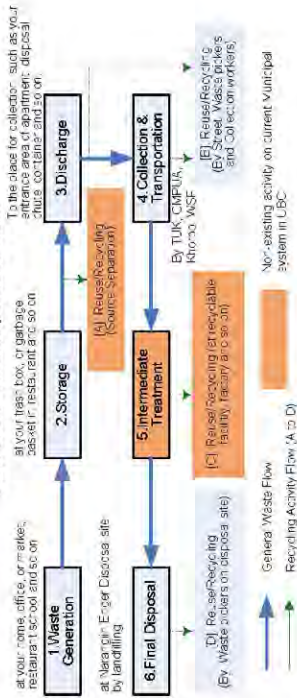 at your home, office, or market,
restaurant school and so on
1.Waste
Generation
at your trash box, or garbage
basket in restaurant and so on
2.Storage
To the place for collection such as your
entrance area of apartment disposal
chute, container and so on
3.Discharge
[A] Reuse/Recycling
(Source Separation)
4.Collection &
Transportation
By TUK, CMPUA,
Khoroo, WSF
[B] Reuse/Recycling
(By Street Waste pickers
and Collection workers)
5.Intermediate
Treatment
[C] Reuse/Recycling (at recyclable
facility, factory and so on)
at Narangin Enger Disposal site
by landfilling
6.Final Disposal
[D] Reuse/Recycling
(By Waste pickers on disposal site)
General Waste Flow
Recycling Activity Flow (A to D)
Non-existing activity on current Municipal
system in UBC